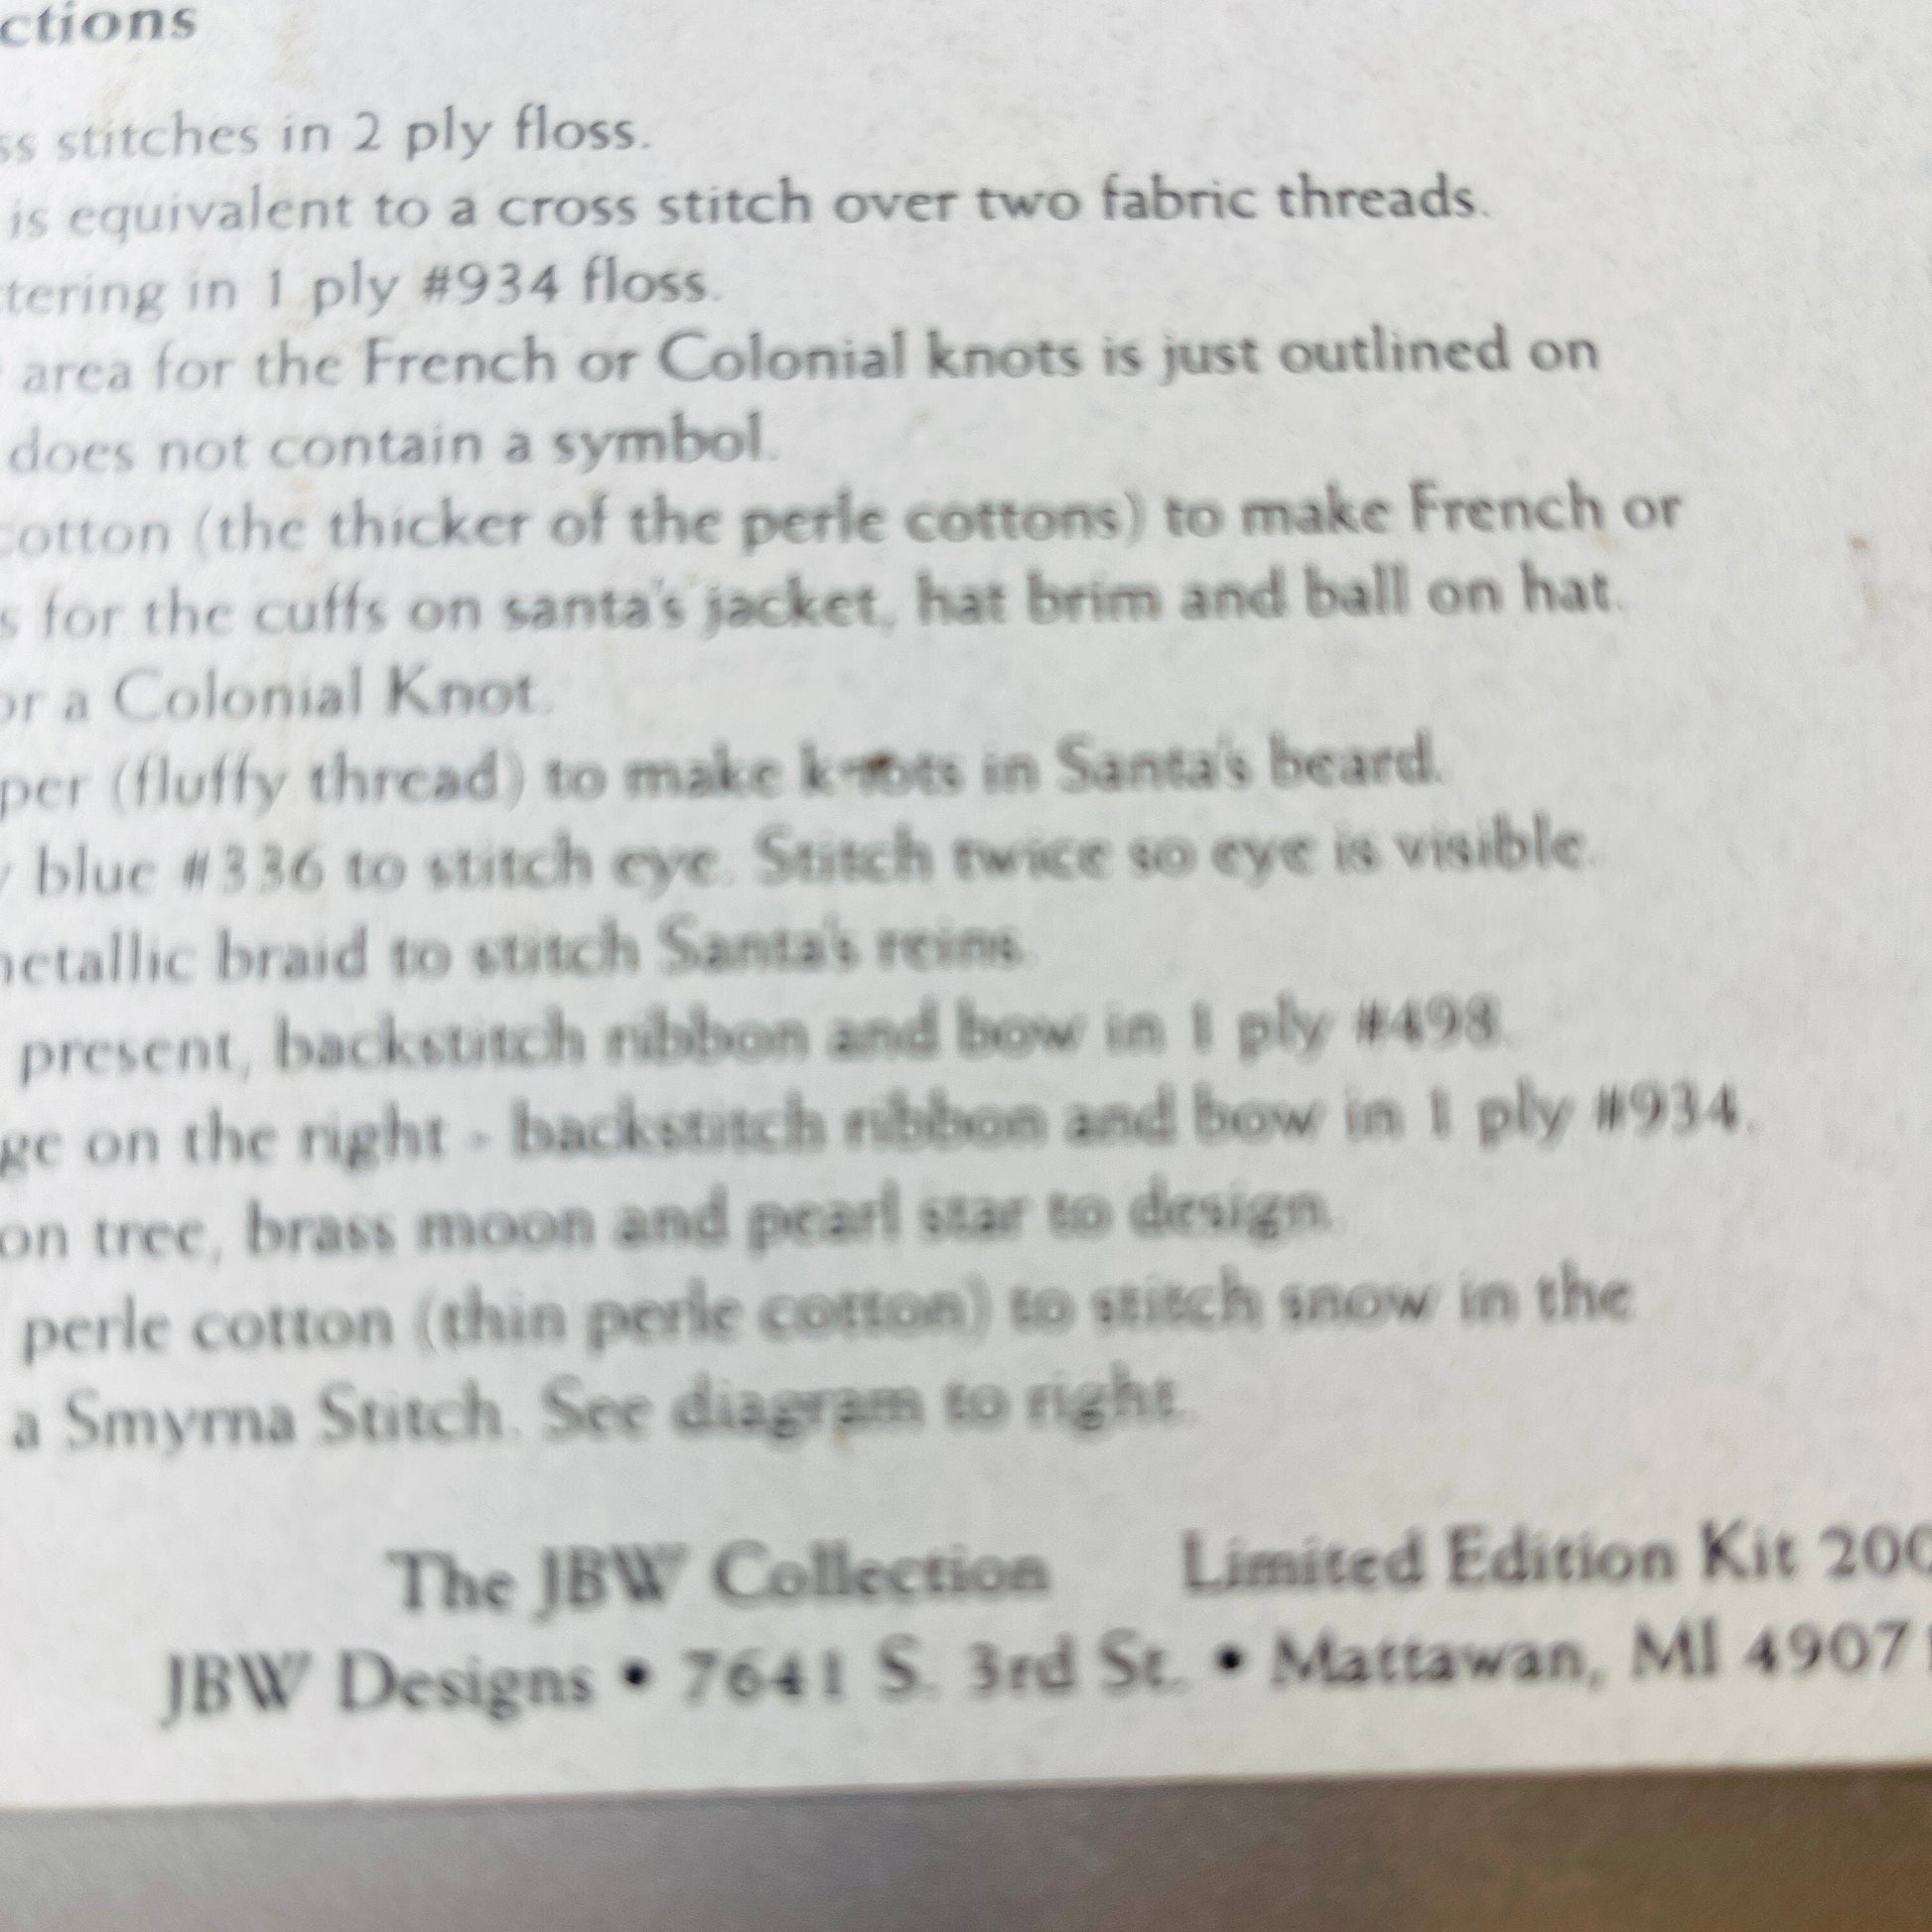 ctions
ss stitches in 2 ply floss.
is equivalent to a cross stitch over two fabric threads.
tering in 1 ply #934 floss.
area for the French or Colonial knots is just outlined on
does not contain a symbol.
cotton (the thicker of the perle cottons) to make French or
s for the cuffs on santa's jacket, hat brim and ball on hat.
or a Colonial Knot.
per (fluffy thread) to make knots in Santa's beard.
blue #336 to stitch eye. Stitch twice so eye is visible.
metallic braid to stitch Santa's reins.
present, backstitch ribbon and bow in 1 ply #498.
ge on the right - backstitch ribbon and bow in 1 ply #934.
on tree, brass moon and pearl star to design.
perle cotton (thin perle cotton) to stitch snow in the
a Smyrna Stitch. See diagram to right.
The JBW Collection Limited Edition Kit 200
JBW Designs • 7641 S. 3rd St. • Mattawan, MI 49071